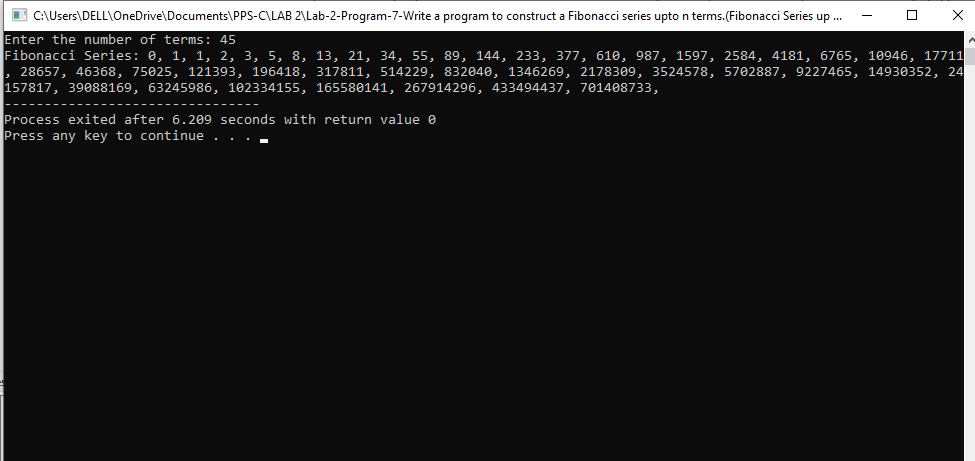 C:\Users\DELL\OneDrive\Documents\PPS-C\LAB 2\Lab-2-Program-7-Write a program to construct a Fibonacci series upto n terms.(Fibonacci Series up ...
Enter the number of terms: 45
Fibonacci Series: 0, 1, 1, 2, 3, 5, 8, 13, 21, 34, 55, 89, 144, 233, 377, 610, 987, 1597, 2584, 4181, 6765, 10946, 17711
, 28657, 46368, 75025, 121393, 196418, 317811, 514229, 832040, 1346269, 2178309, 3524578, 5702887, 9227465, 14930352, 24
157817, 39088169, 63245986, 102334155, 165580141, 267914296, 433494437, 701408733,
--------------------------------
Process exited after 6.209 seconds with return value 0
Press any key to continue . . .